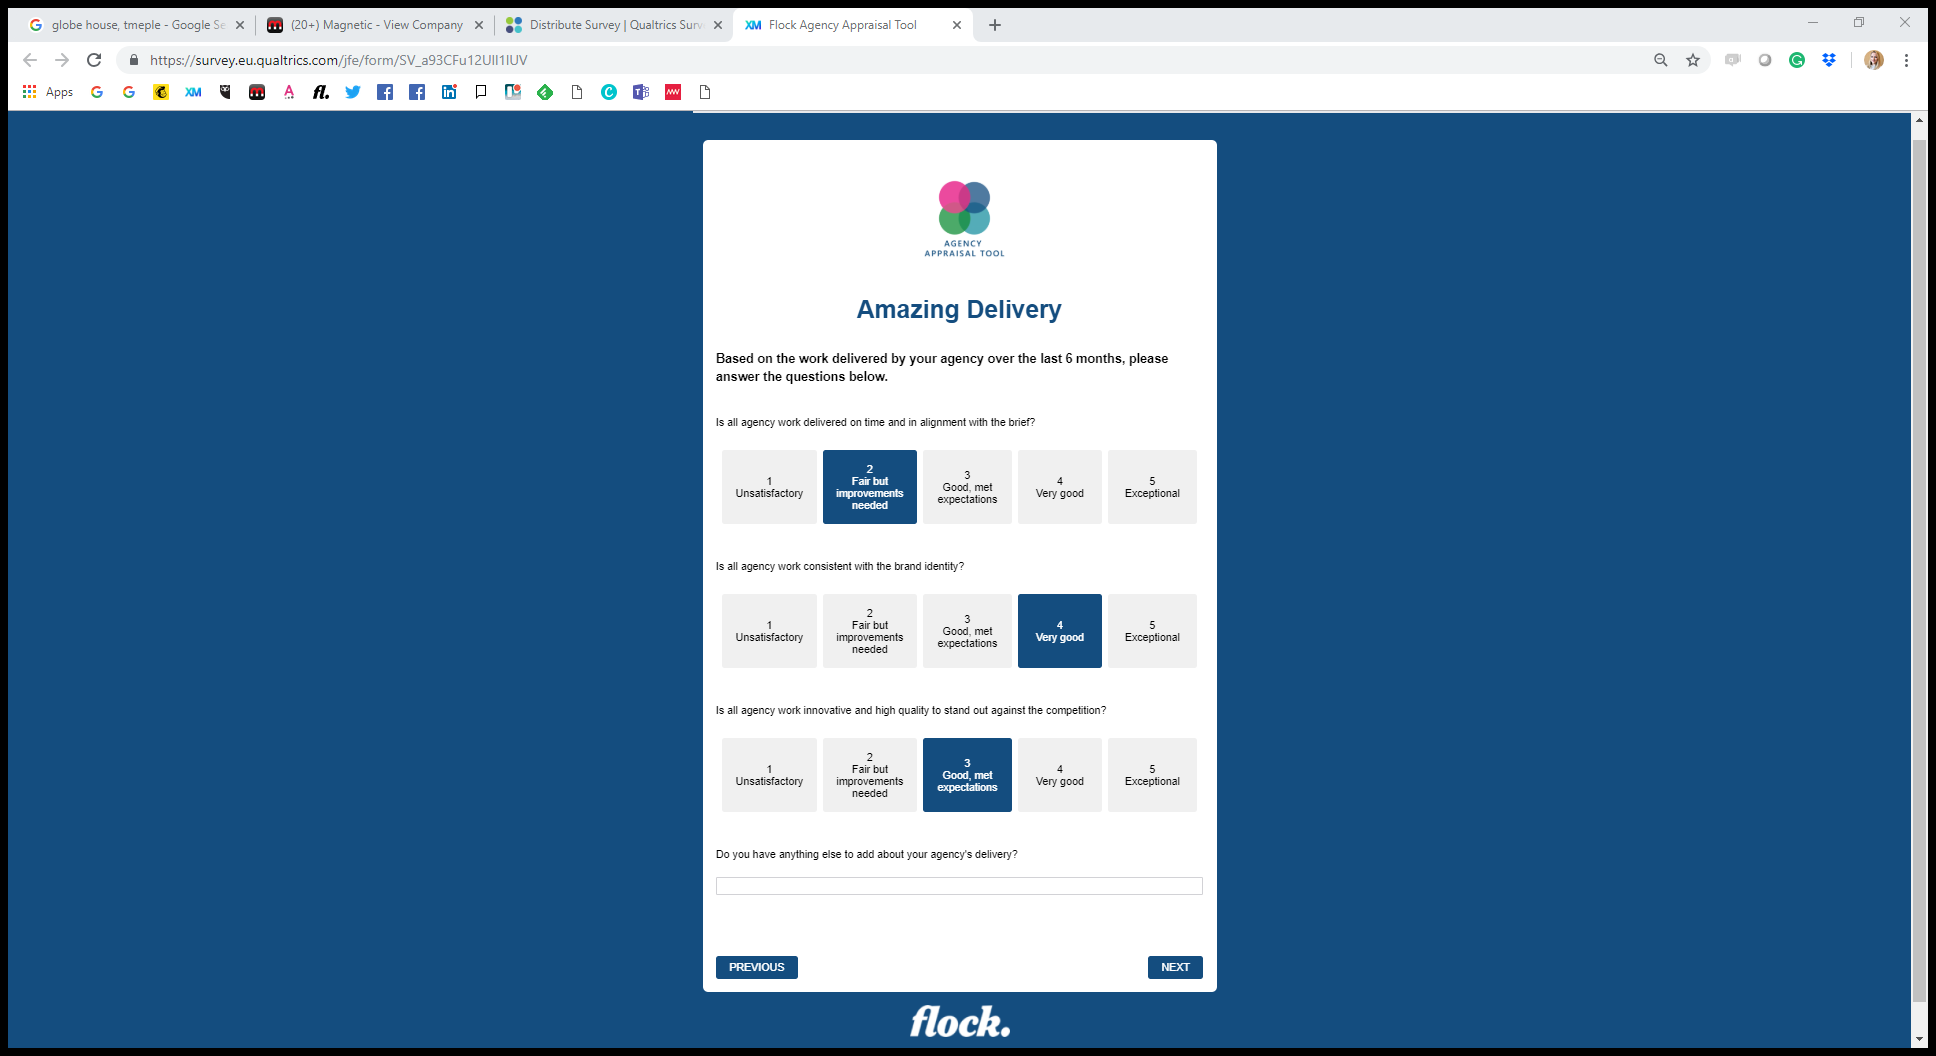 globe house, tmeple - Google Se
(20+) Magnetic - View Company
Distribute Survey | Qualtrics Surv
XM Flock Agency Appraisal Tool
https://survey.eu.qualtrics.com/jfe/form/
Apps
XM
fl.
AGENCY
APPRAISAL TOOL
Amazing Delivery
Based on the work delivered by your agency over the last 6 months, please
answer the questions below.
Is all agency work delivered on time and in alignment with the brief?
1
Unsatisfactory
2
Fair but
improvements
needed
3
Good, met
expectations
4
Very good
5
Exceptional
Is all agency work consistent with the brand identity?
1
Unsatisfactory
2
Fair but
improvements
needed
3
Good, met
expectations
4
Very good
5
Exceptional
Is all agency work innovative and high quality to stand out against the competition?
1
Unsatisfactory
2
Fair but
improvements
needed
3
Good, met
expectations
4
Very good
5
Exceptional
Do you have anything else to add about your agency's delivery?
PREVIOUS
NEXT
flock.